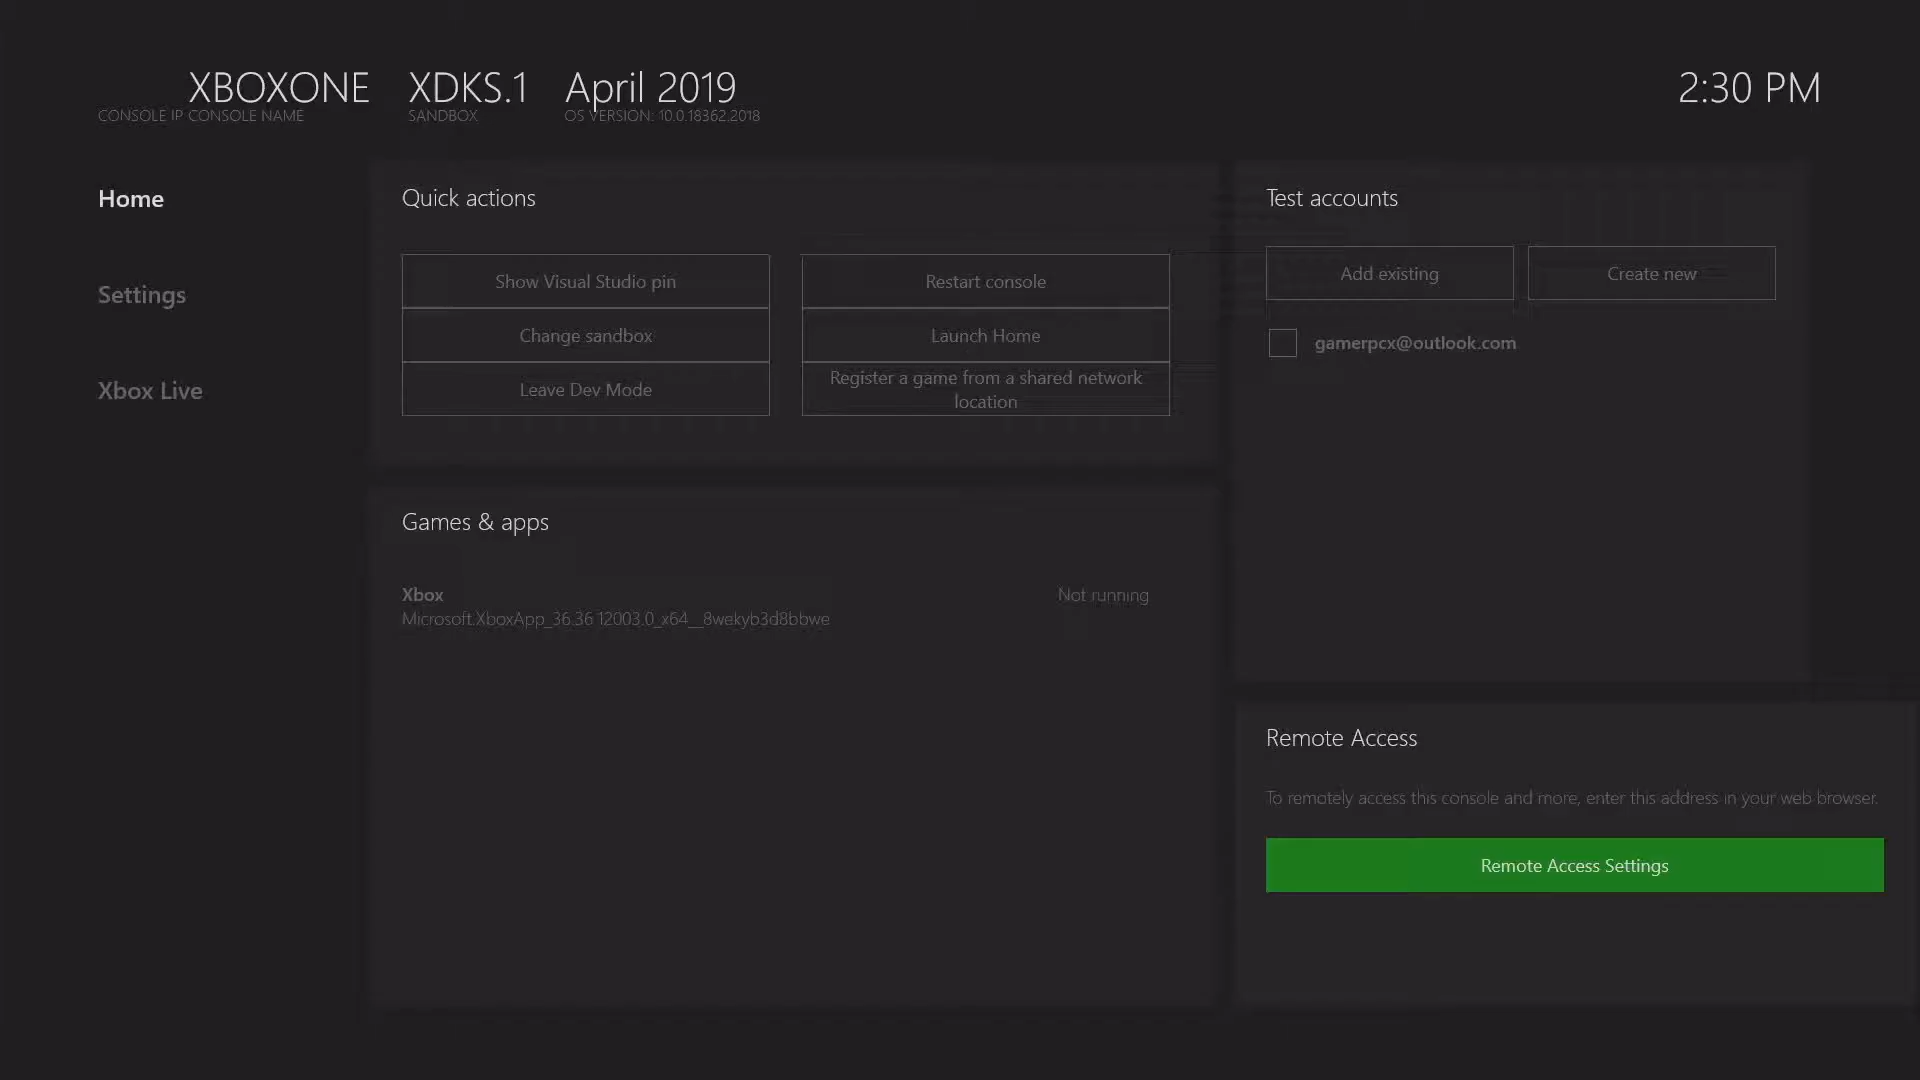 XBOXONE XDKS.1 April 2019 2:30 PM
CONSOLE IP CONSOLE NAME SANDBOX OS VERSION: 10.0.18362.2018
Home
Settings
Xbox Live
Quick actions
Show Visual Studio pin
Change sandbox
Leave Dev Mode
Restart console
Launch Home
Register a game from a shared network
location
Games & apps
Xbox Not running
Microsoft.XboxApp_36.36 12003.0_x64__8wekyb3d8bbwe
Test accounts
Add existing Create new
gamerpcx@outlook.com
Remote Access
To remotely access this console and more, enter this address in your web browser.
Remote Access Settings